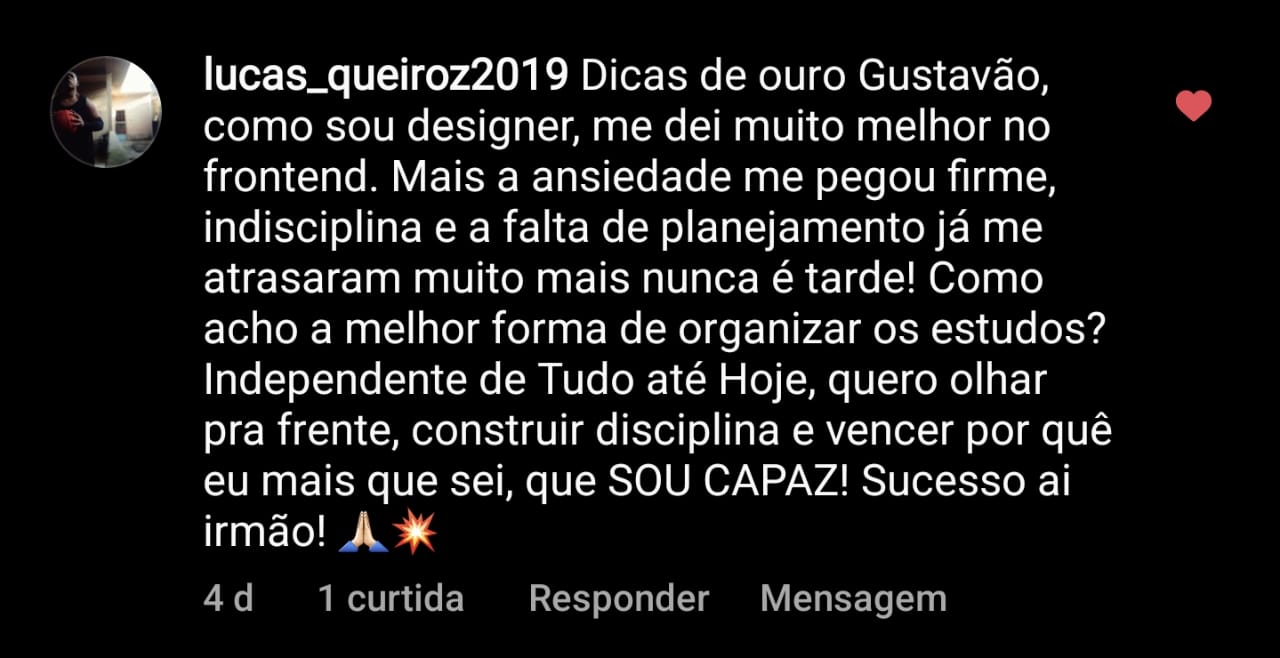 lucas_queiroz2019 Dicas de ouro Gustavão,
como sou designer, me dei muito melhor no
frontend. Mais a ansiedade me pegou firme,
indisciplina e a falta de planejamento já me
atrasaram muito mais nunca é tarde! Como
acho a melhor forma de organizar os estudos?
Independente de Tudo até Hoje, quero olhar
pra frente, construir disciplina e vencer por quê
eu mais que sei, que SOU CAPAZ! Sucesso ai
irmão! 🙏🏻💥
4 d 1 curtida Responder Mensagem